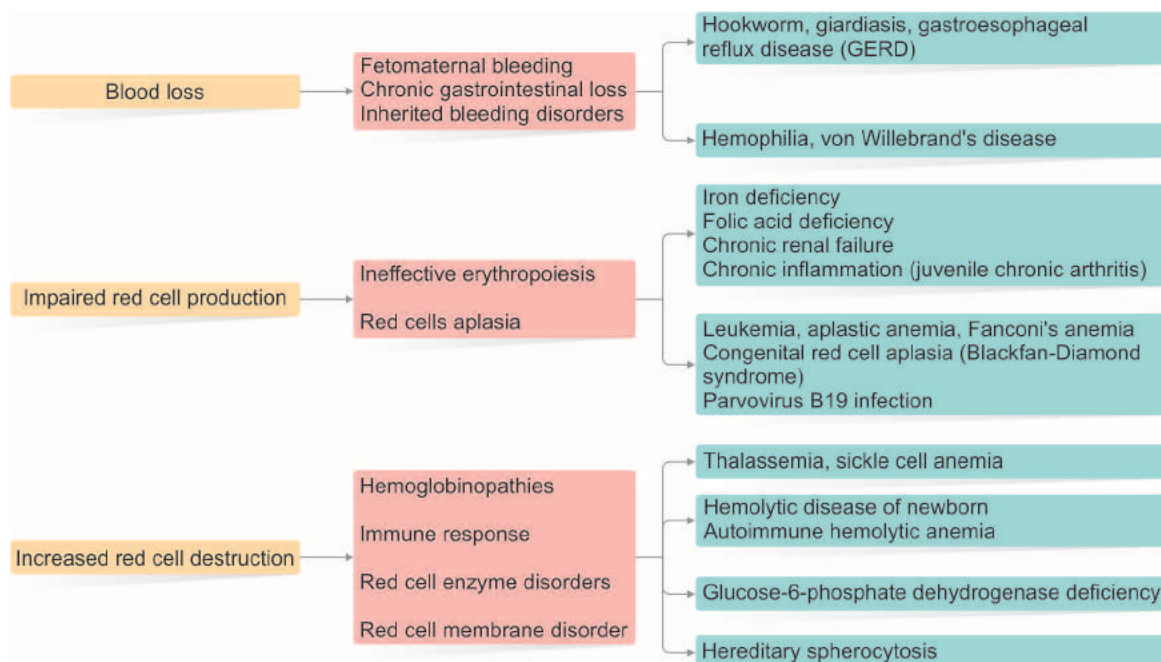 Blood loss
Fetomaternal bleeding
Chronic gastrointestinal loss
Inherited bleeding disorders
Hookworm, giardiasis, gastroesophageal
reflux disease (GERD)
Hemophilia, von Willebrand's disease
Impaired red cell production
Ineffective erythropoiesis
Red cells aplasia
Iron deficiency
Folic acid deficiency
Chronic renal failure
Chronic inflammation (juvenile chronic arthritis)
Leukemia, aplastic anemia, Fanconi's anemia
Congenital red cell aplasia (Blackfan-Diamond
syndrome)
Parvovirus B19 infection
Increased red cell destruction
Hemoglobinopathies
Immune response
Red cell enzyme disorders
Red cell membrane disorder
Thalassemia, sickle cell anemia
Hemolytic disease of newborn
Autoimmune hemolytic anemia
Glucose-6-phosphate dehydrogenase deficiency
Hereditary spherocytosis